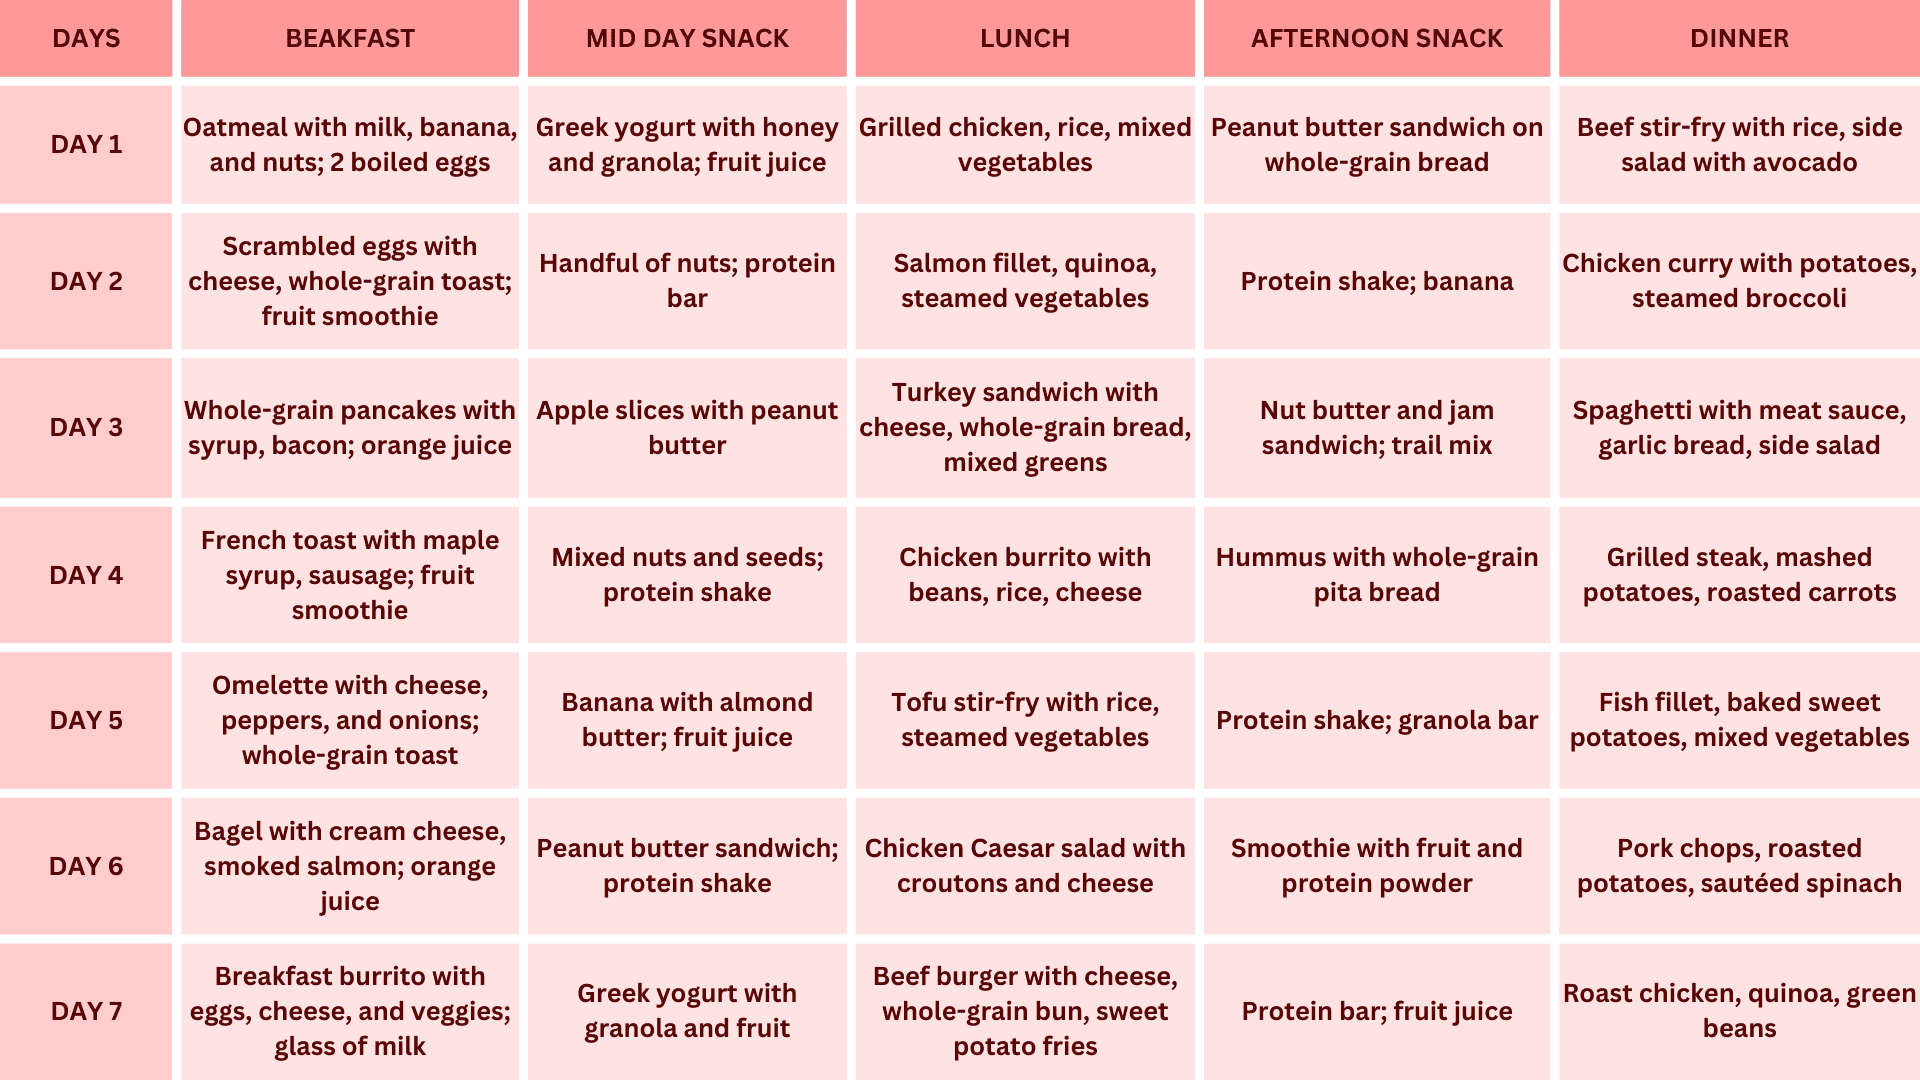 DAYS
BEAKFAST
MID DAY SNACK
LUNCH
AFTERNOON SNACK
DINNER
DAY 1
Oatmeal with milk, banana,
and nuts; 2 boiled eggs
Greek yogurt with honey
and granola; fruit juice
Grilled chicken, rice, mixed
vegetables
Peanut butter sandwich on
whole-grain bread
Beef stir-fry with rice, side
salad with avocado
DAY 2
Scrambled eggs with
cheese, whole-grain toast;
fruit smoothie
Handful of nuts; protein
bar
Salmon fillet, quinoa,
steamed vegetables
Protein shake; banana
Chicken curry with potatoes,
steamed broccoli
DAY 3
Whole-grain pancakes with
syrup, bacon; orange juice
Apple slices with peanut
butter
Turkey sandwich with
cheese, whole-grain bread,
mixed greens
Nut butter and jam
sandwich; trail mix
Spaghetti with meat sauce,
garlic bread, side salad
DAY 4
French toast with maple
syrup, sausage; fruit
smoothie
Mixed nuts and seeds;
protein shake
Chicken burrito with
beans, rice, cheese
Hummus with whole-grain
pita bread
Grilled steak, mashed
potatoes, roasted carrots
DAY 5
Omelette with cheese,
peppers, and onions;
whole-grain toast
Banana with almond
butter; fruit juice
Tofu stir-fry with rice,
steamed vegetables
Protein shake; granola bar
Fish fillet, baked sweet
potatoes, mixed vegetables
DAY 6
Bagel with cream cheese,
smoked salmon; orange
juice
Peanut butter sandwich;
protein shake
Chicken Caesar salad with
croutons and cheese
Smoothie with fruit and
protein powder
Pork chops, roasted
potatoes, sautéed spinach
DAY 7
Breakfast burrito with
eggs, cheese, and veggies;
glass of milk
Greek yogurt with
granola and fruit
Beef burger with cheese,
whole-grain bun, sweet
potato fries
Protein bar; fruit juice
Roast chicken, quinoa, green
beans